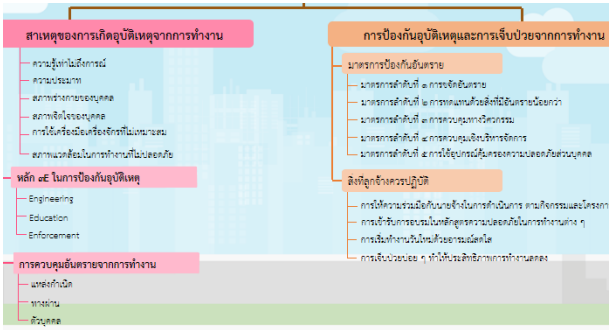 สาเหตุของการเกิดอุบัติเหตุจากการทำงาน
ความรู้เท่าไม่ถึงการณ์
ความประมาท
สภาพร่างกายของบุคคล
สภาพจิตใจของบุคคล
การใช้เครื่องมือเครื่องจักรที่ไม่เหมาะสม
สภาพแวดล้อมในการทำงานที่ไม่ปลอดภัย
หลัก ๓E ในการป้องกันอุบัติเหตุ
Engineering
Education
Enforcement
การควบคุมอันตรายจากการทำงาน
แหล่งกำเนิด
ทางผ่าน
ตัวบุคคล
การป้องกันอุบัติเหตุและการเจ็บป่วยจากการทำงาน
มาตรการป้องกันอันตราย
มาตรการลำดับที่ ๑ การขจัดอันตราย
มาตรการลำดับที่ ๒ การทดแทนด้วยสิ่งที่มีอันตรายน้อยกว่า
มาตรการลำดับที่ ๓ การควบคุมทางวิศวกรรม
มาตรการลำดับที่ ๔ การควบคุมเชิงบริหารจัดการ
มาตรการลำดับที่ ๕ การใช้อุปกรณ์คุ้มครองความปลอดภัยส่วนบุคคล
สิ่งที่ลูกจ้างควรปฏิบัติ
การให้ความร่วมมือกับนายจ้างในการดำเนินการ ตามกิจกรรมและโครงกา
การเข้ารับการอบรมในหลักสูตรความปลอดภัยในการทำงานต่าง ๆ
การเริ่มทำงานวันใหม่ด้วยอารมณ์สดใส
การเจ็บป่วยบ่อย ๆ ทำให้ประสิทธิภาพการทำงานลดลง